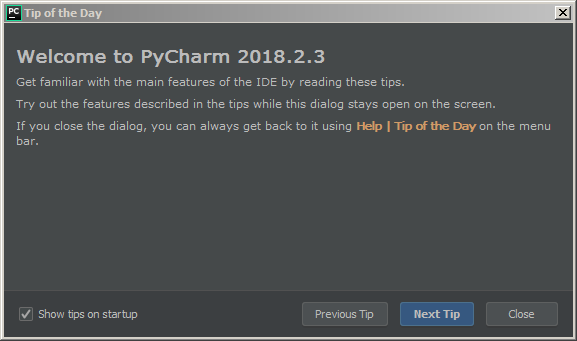 PC Tip of the Day
Welcome to PyCharm 2018.2.3
Get familiar with the main features of the IDE by reading these tips.
Try out the features described in the tips while this dialog stays open on the screen.
If you close the dialog, you can always get back to it using Help | Tip of the Day on the menu
bar.
Show tips on startup
Previous Tip
Next Tip
Close